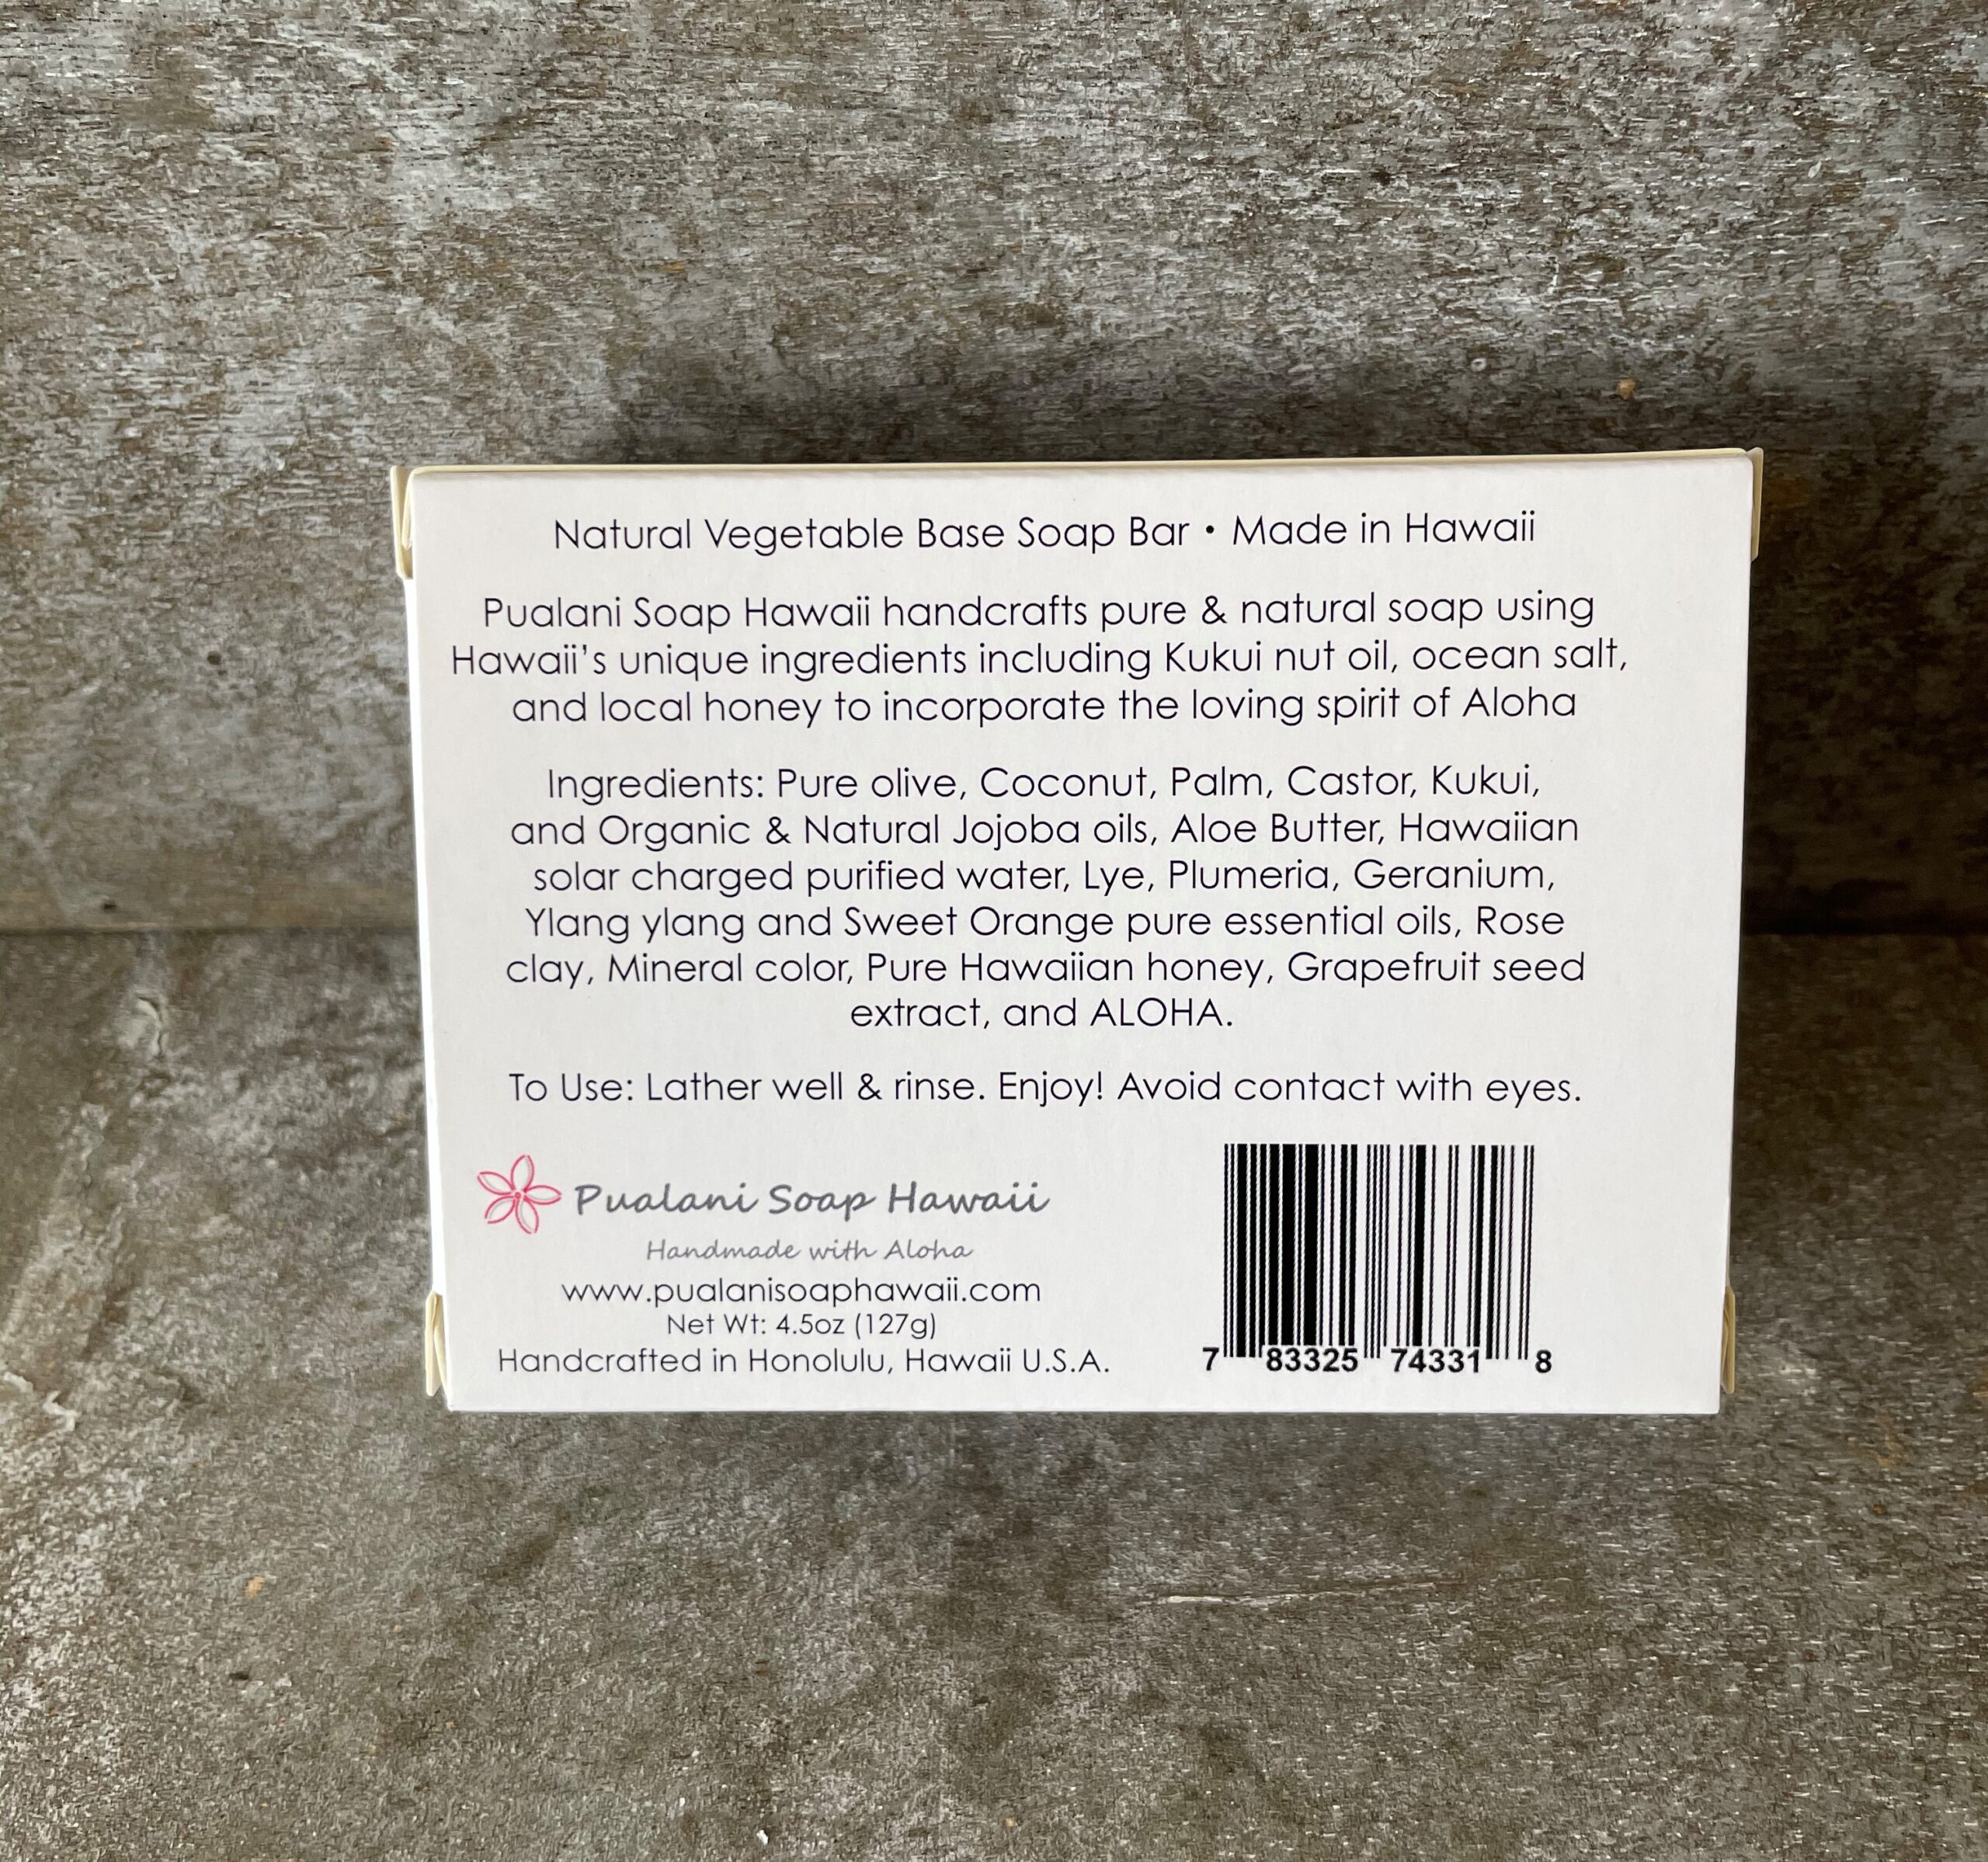 Natural Vegetable Base Soap Bar • Made in Hawaii
Pualani Soap Hawaii handcrafts pure & natural soap using
Hawaii's unique ingredients including Kukui nut oil, ocean salt,
and local honey to incorporate the loving spirit of Aloha
Ingredients: Pure olive, Coconut, Palm, Castor, Kukui,
and Organic & Natural Jojoba oils, Aloe Butter, Hawaiian
solar charged purified water, Lye, Plumeria, Geranium,
Ylang ylang and Sweet Orange pure essential oils, Rose
clay, Mineral color, Pure Hawaiian honey, Grapefruit seed
extract, and ALOHA.
To Use: Lather well & rinse. Enjoy! Avoid contact with eyes.
Pualani Soap Hawaii
Handmade with Aloha
www.pualanisoaphawaii.com
Net Wt: 4.5oz (127g)
Handcrafted in Honolulu, Hawaii U.S.A.
7 83325 74331 8